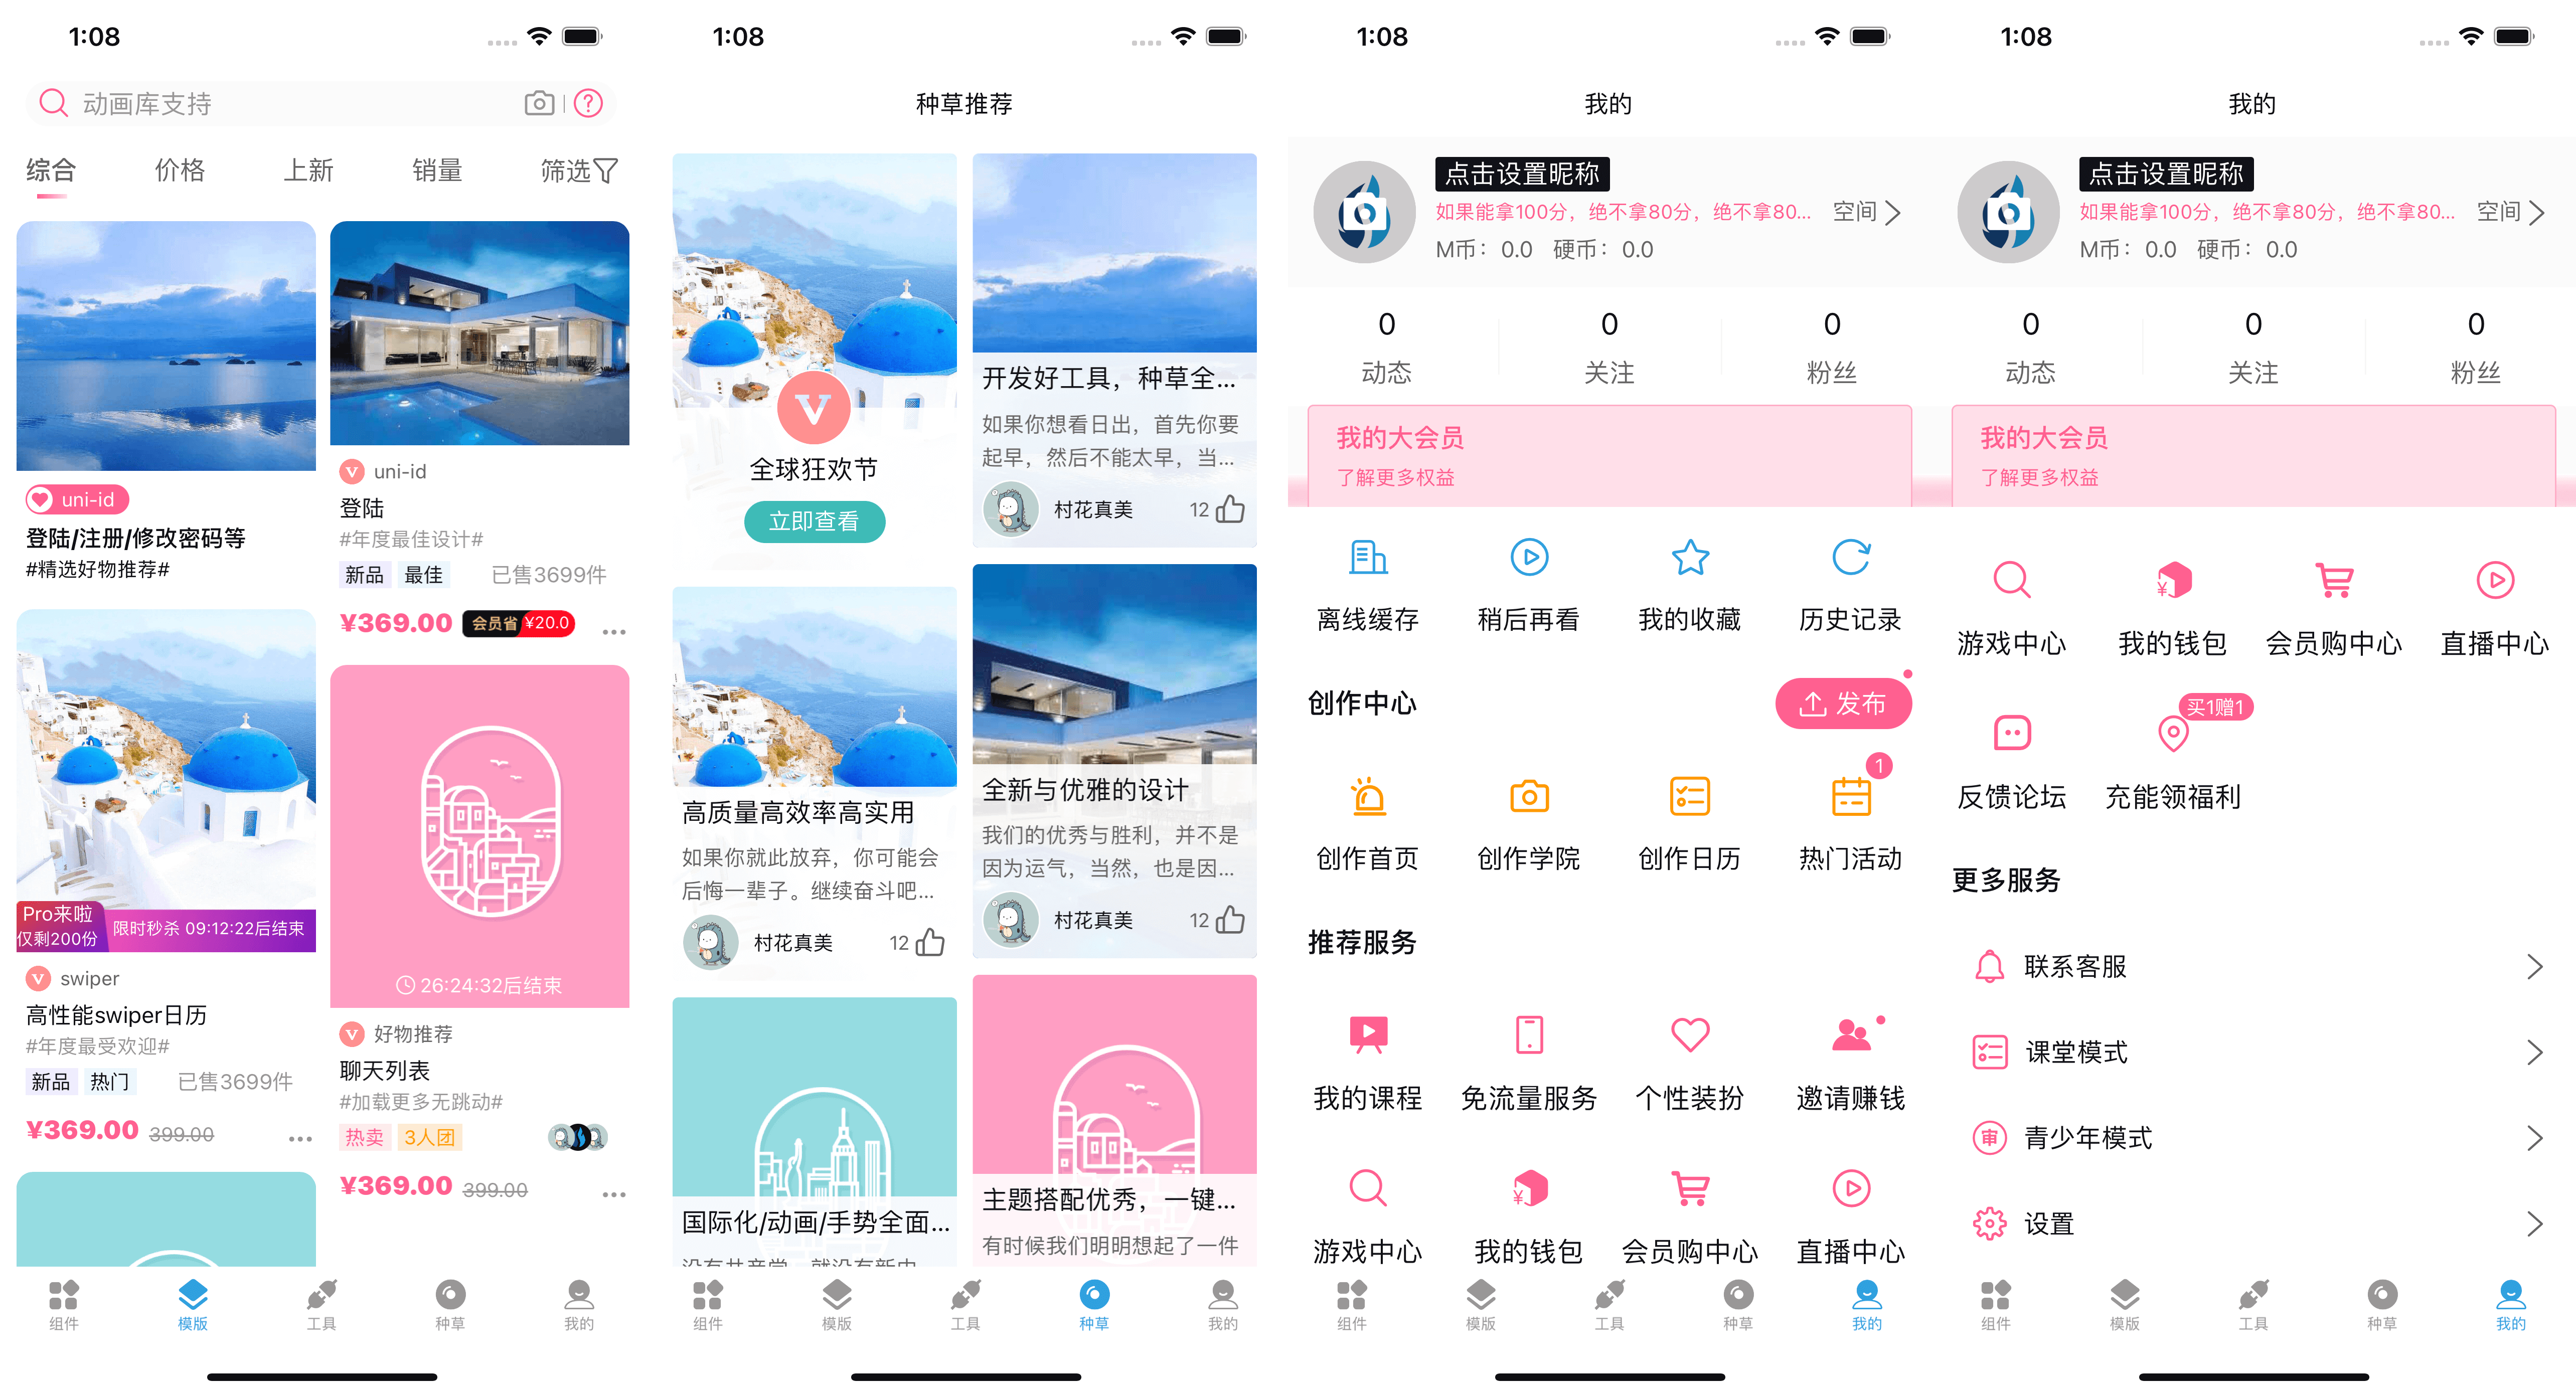 1:08
动画库支持
综合
价格
上新
销量
筛选
uni-id
登陆/注册/修改密码等
#精选好物推荐#
Pro来啦
仅剩200份
限时秒杀 09:12:22后结束
swiper
高性能swiper日历
#年度最受欢迎#
新品 热门 已售3699件
¥369.00 399.00
uni-id
登陆
#年度最佳设计#
新品 最佳 已售3699件
¥369.00 会员省 ¥20.0
26:24:32后结束
好物推荐
聊天列表
#加载更多无跳动#
热卖 3人团
¥369.00 399.00
组件
模版
工具
种草
我的
1:08
种草推荐
全球狂欢节
立即查看
高质量高效率高实用
如果你就此放弃，你可能会
后悔一辈子。继续奋斗吧...
村花真美 12
国际化/动画/手势全面...
开发好工具，种草全...
如果你想看日出，首先你要
起早，然后不能太早，当...
村花真美 12
全新与优雅的设计
我们的优秀与胜利，并不是
因为运气，当然，也是因...
村花真美 12
主题搭配优秀，一键...
有时候我们明明想起了一件
组件
模版
工具
种草
我的
1:08
我的
点击设置昵称
如果能拿100分，绝不拿80分，绝不拿80... 空间
M币：0.0 硬币：0.0
0 0 0
动态 关注 粉丝
我的大会员
了解更多权益
离线缓存 稍后再看 我的收藏 历史记录
创作中心
发布
1
创作首页 创作学院 创作日历 热门活动
推荐服务
我的课程 免流量服务 个性装扮 邀请赚钱
¥
游戏中心 我的钱包 会员购中心 直播中心
组件
模版
工具
种草
我的
1:08
我的
点击设置昵称
如果能拿100分，绝不拿80分，绝不拿80... 空间
M币：0.0 硬币：0.0
0 0 0
动态 关注 粉丝
我的大会员
了解更多权益
¥
游戏中心 我的钱包 会员购中心 直播中心
买1赠1
反馈论坛 充能领福利
更多服务
联系客服
课堂模式
审 青少年模式
设置
组件
模版
工具
种草
我的